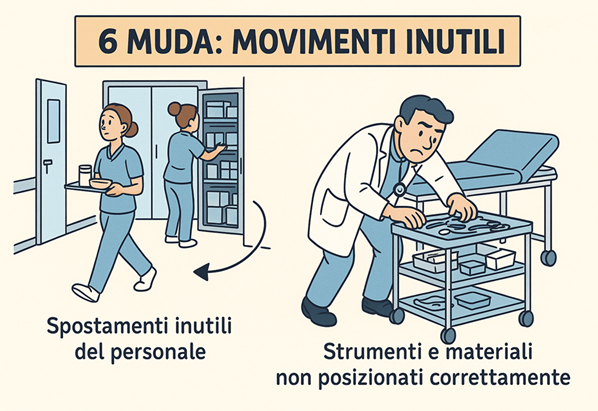 6 MUDA: MOVIMENTI INUTILI
Spostamenti inutili
del personale
Strumenti e materiali
non posizionati correttamente